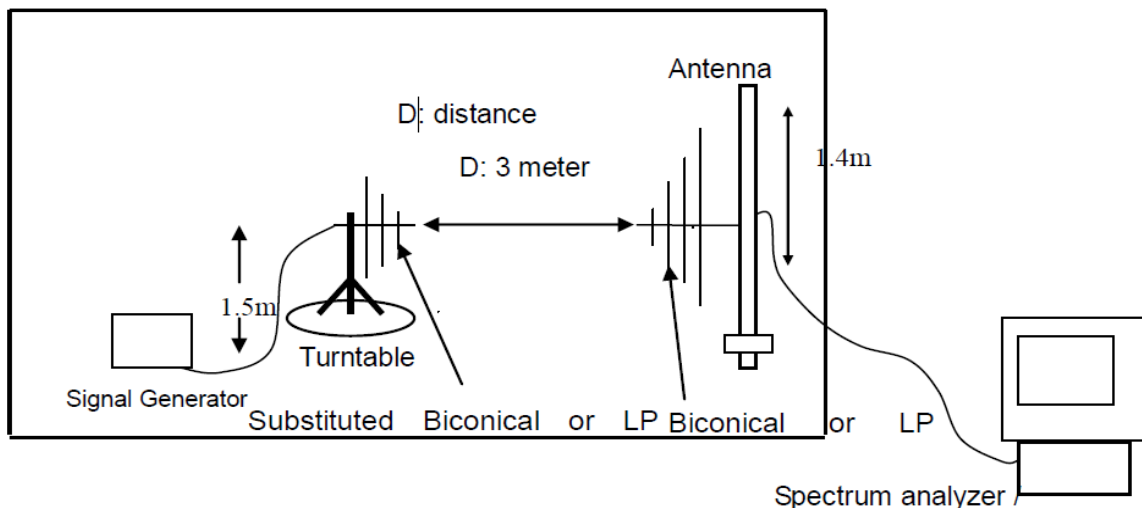 Antenna
D: distance
D: 3 meter
1.4m
1.5m
Turntable
Signal Generator
Substituted Biconical or LP Biconical or LP
Spectrum analyzer /